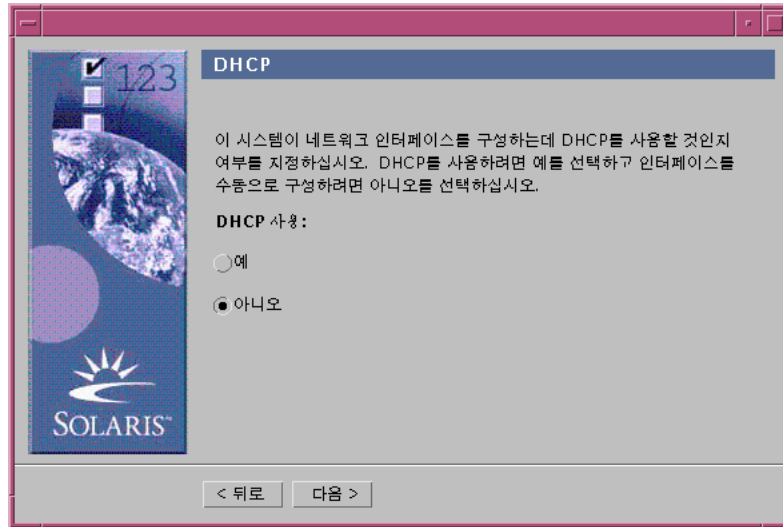 DHCP
123
이 시스템이 네트워크 인터페이스를 구성하는데 DHCP를 사용할 것인지
여부를 지정하십시오. DHCP를 사용하려면 예를 선택하고 인터페이스를
수동으로 구성하려면 아니오를 선택하십시오.
DHCP 사용:
예
아니오
SOLARIS™
< 뒤로
다음 >